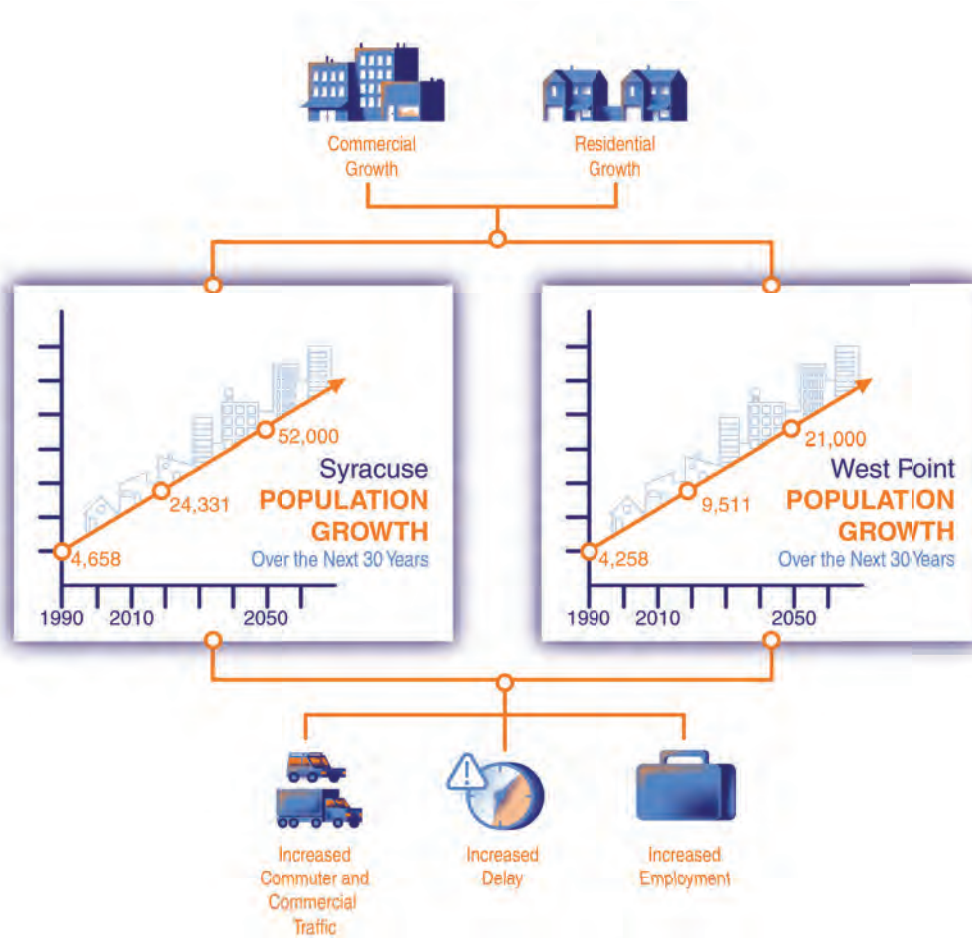 Commercial
Growth
Residential
Growth
52,000
24,331
4,658
Syracuse
POPULATION
GROWTH
Over the Next 30 Years
1990 2010 2050
21,000
9,511
4,258
West Point
POPULATION
GROWTH
Over the Next 30 Years
1990 2010 2050
Increased
Commuter and
Commercial
Traffic
Increased
Delay
Increased
Employment